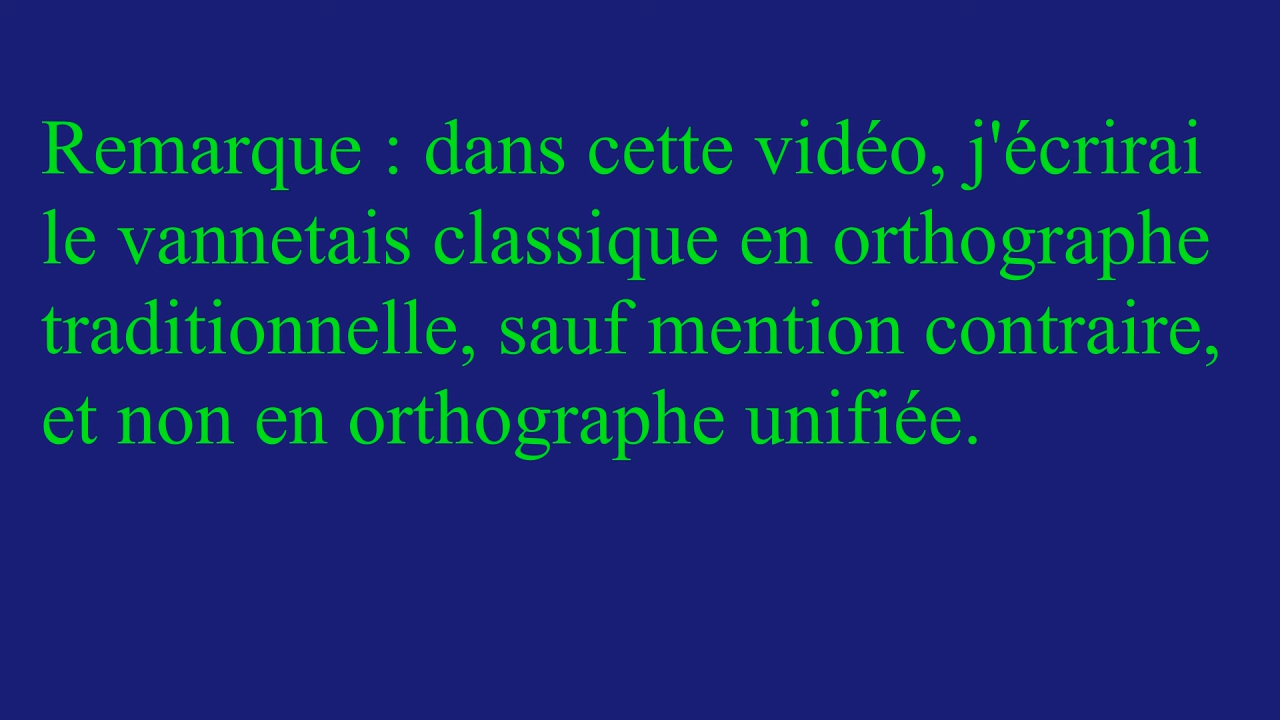 Remarque : dans cette vidéo, j'écrirai
le vannetais classique en orthographe
traditionnelle, sauf mention contraire,
et non en orthographe unifiée.